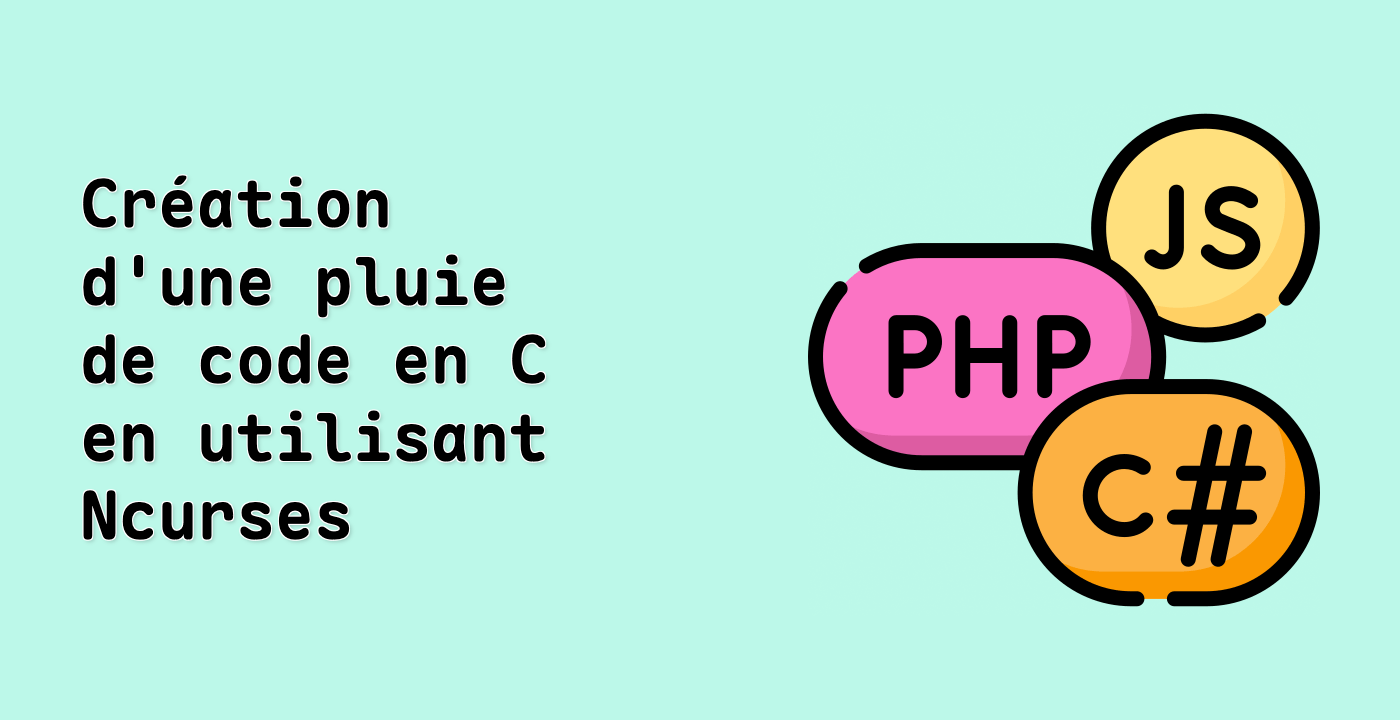 Création
d'une pluie
de code en C
en utilisant
Ncurses
JS
PHP
C#